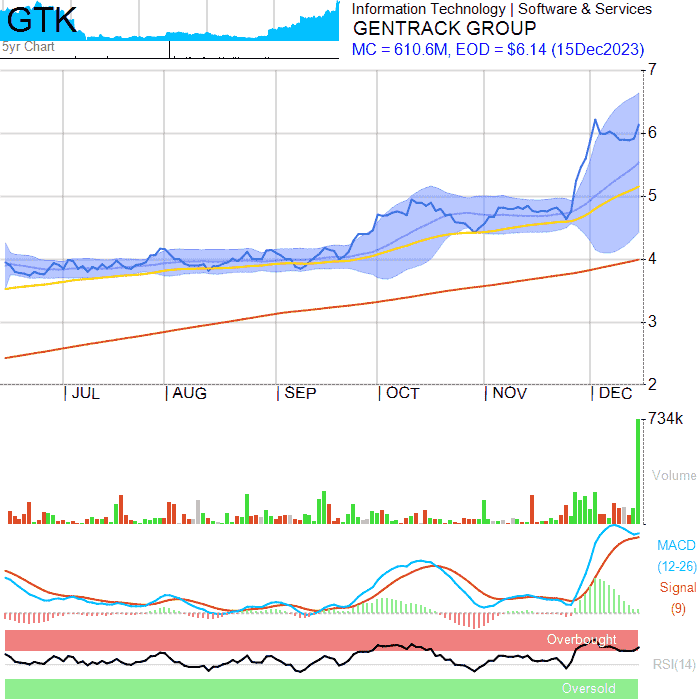 GTK
5yr Chart
Information Technology | Software & Services
GENTRACK GROUP
MC = 610.6M, EOD = $6.14 (15Dec2023)
7
6
5
4
3
2
JUL AUG SEP OCT NOV DEC
734k
Volume
MACD
(12-26)
Signal
(9)
Overbought
RSI(14)
Oversold